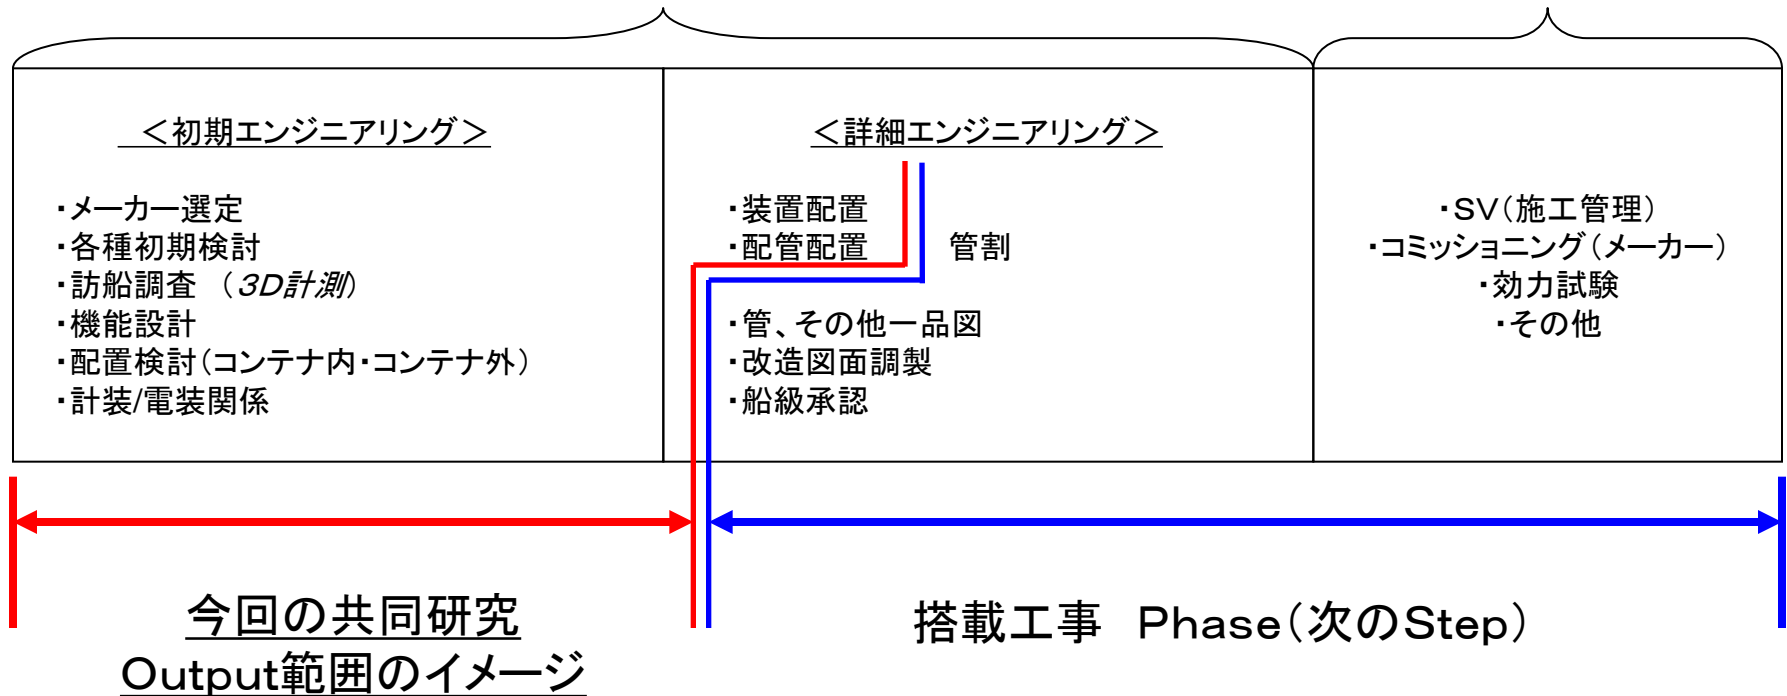 ＜初期エンジニアリング＞
・メーカー選定
・各種初期検討
・訪船調査　（3D計測）
・機能設計
・配置検討（コンテナ内・コンテナ外）
・計装/電装関係
＜詳細エンジニアリング＞
・装置配置
・配管配置　　管割
・管、その他一品図
・改造図面調製
・船級承認
・SV（施工管理）
・コミッショニング（メーカー）
・効力試験
・その他
今回の共同研究
Output範囲のイメージ
搭載工事　Phase（次のStep）